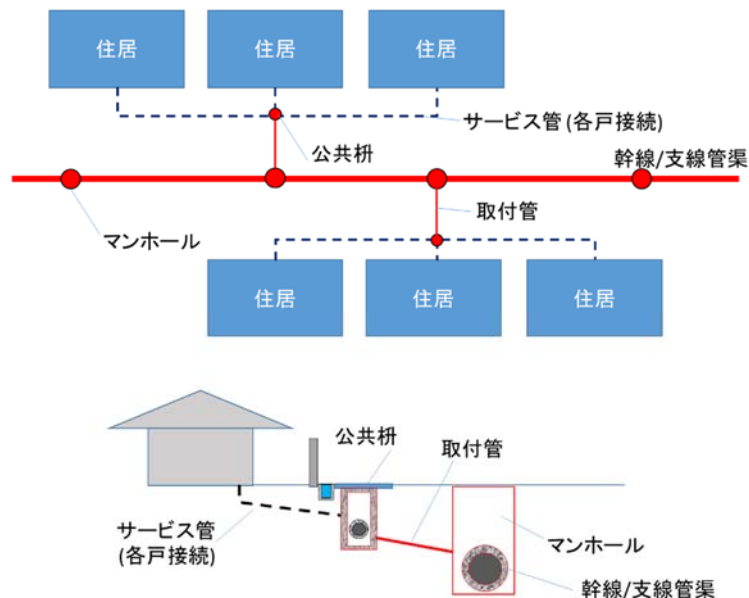 住居
住居
住居
サービス管 (各戸接続)
公共枡
幹線/支線管渠
取付管
マンホール
住居
住居
住居
公共枡
取付管
サービス管
(各戸接続)
マンホール
幹線/支線管渠